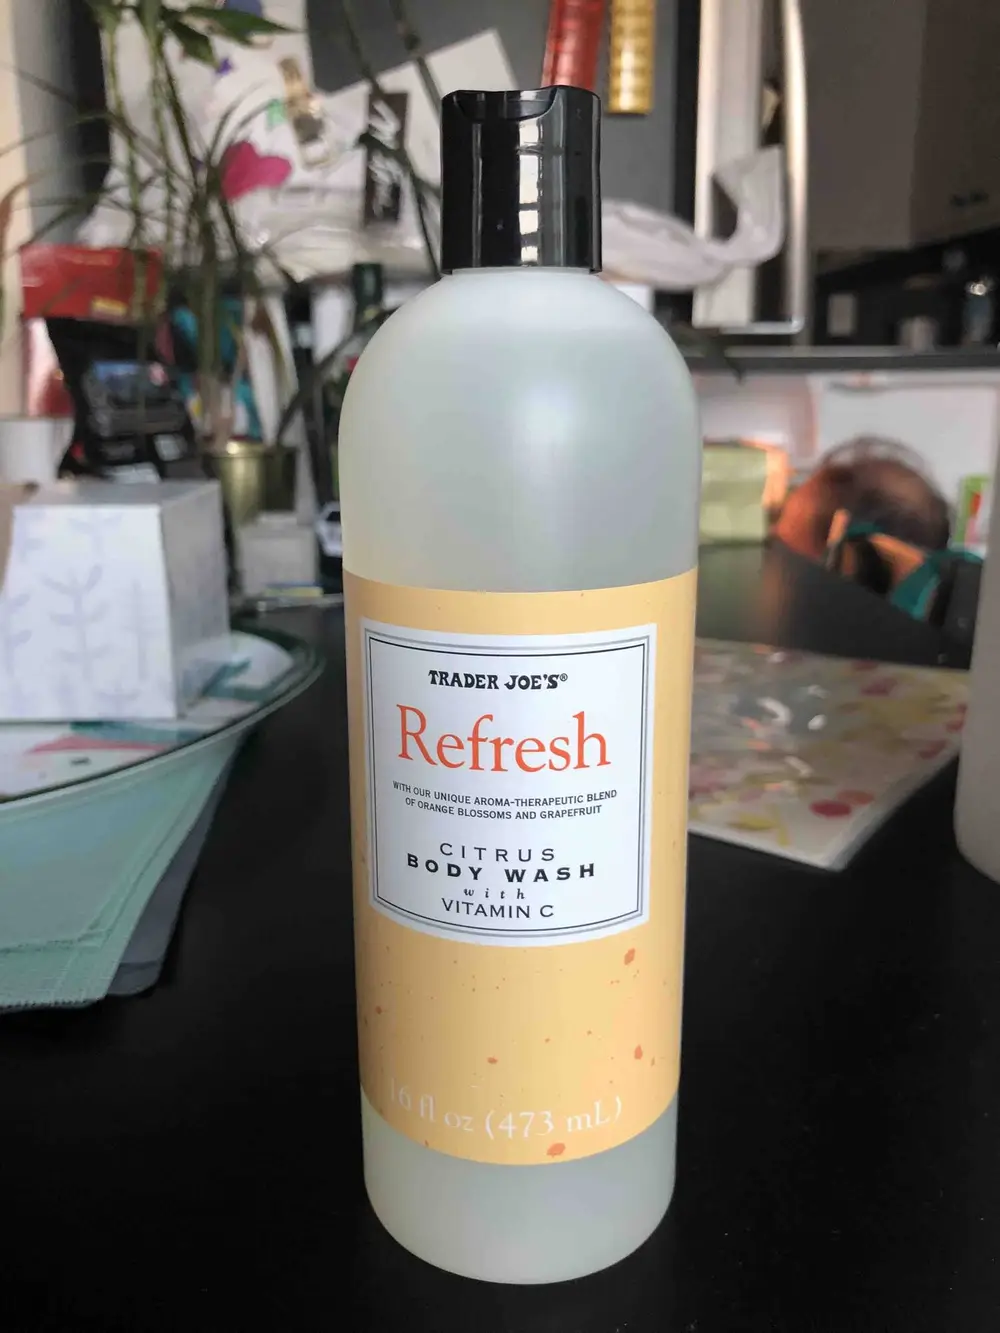 TRADER JOE'S®
Refresh
WITH OUR UNIQUE AROMA-THERAPEUTIC BLEND
OF ORANGE BLOSSOMS AND GRAPEFRUIT
CITRUS
BODY WASH
with
VITAMIN C
16 fl oz (473 mL)